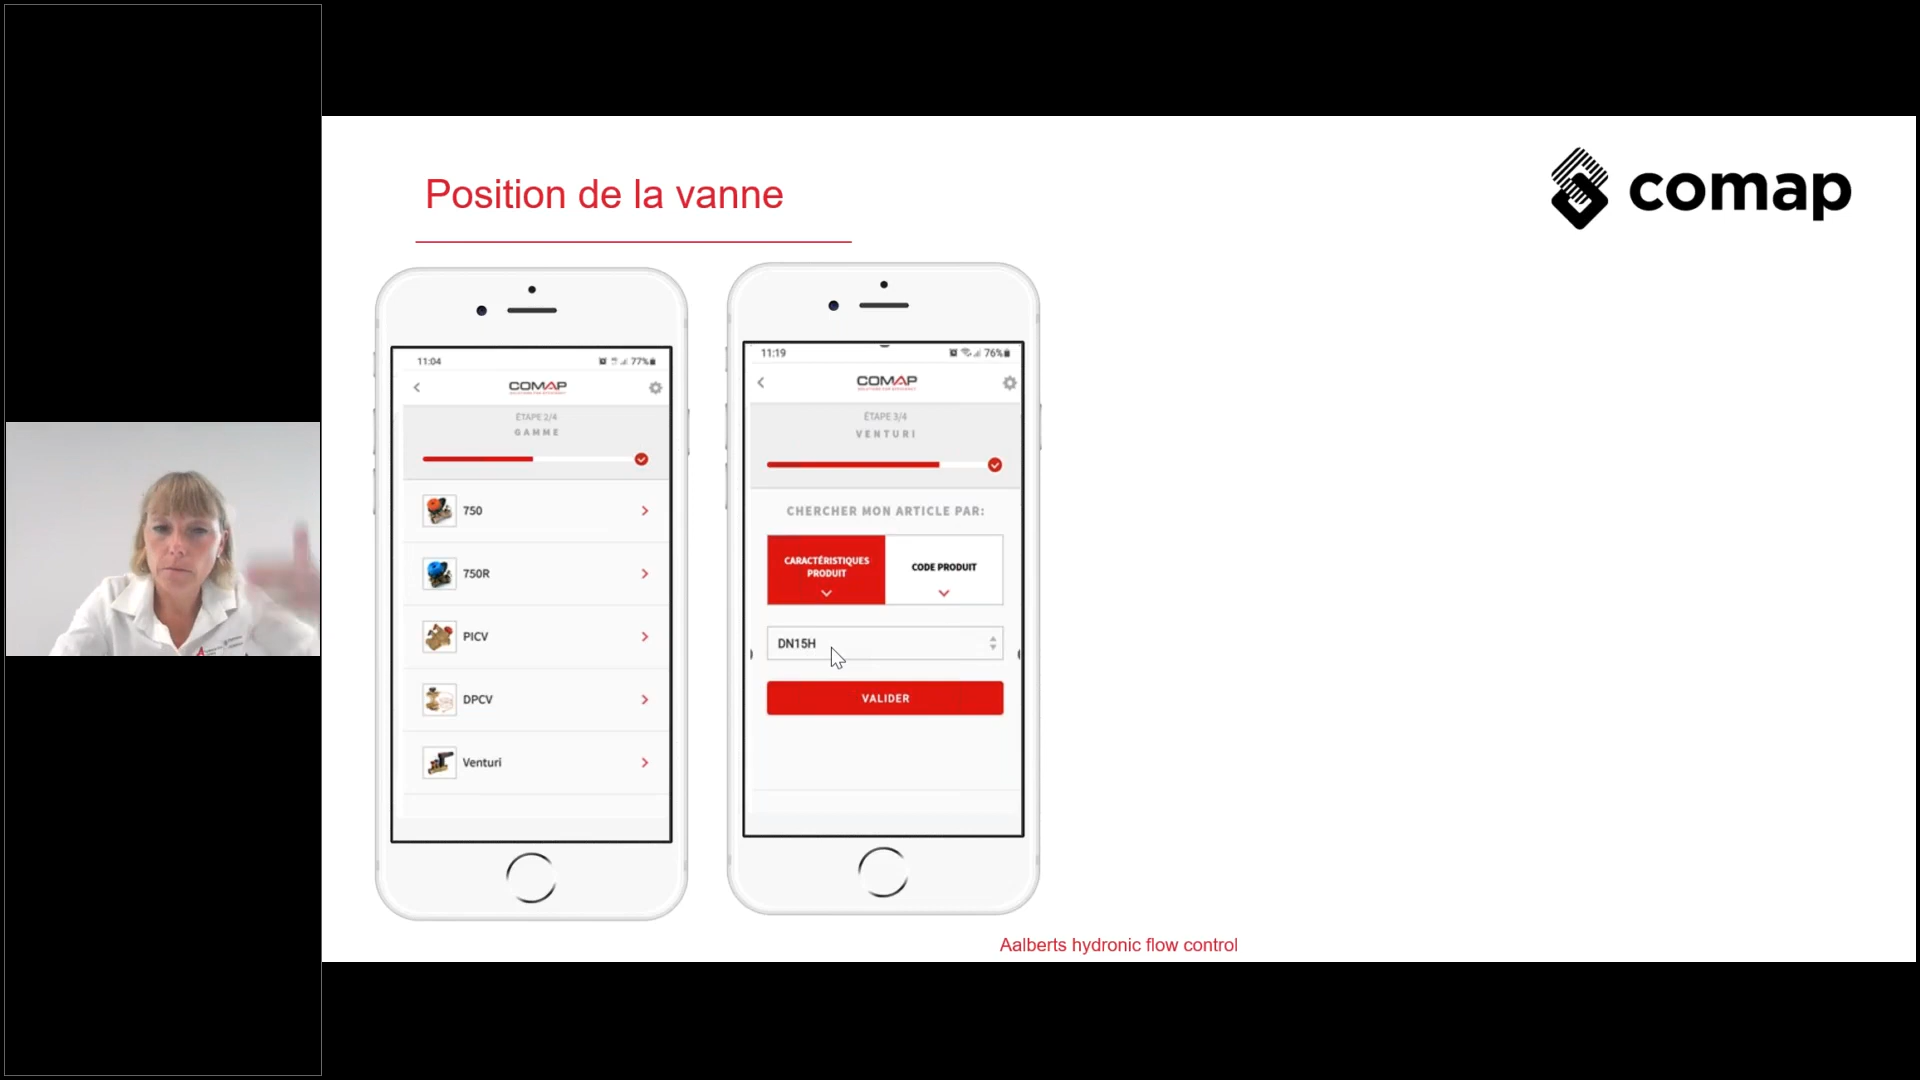 Position de la vanne
comap
11:04
77%
COMAP
ÉTAPE 2/4
GAMME
750
750R
PICV
DPCV
Venturi
11:19
76%
COMAP
ÉTAPE 3/4
VENTURI
CHERCHER MON ARTICLE PAR:
CARACTÉRISTIQUES
PRODUIT
CODE PRODUIT
DN15H
VALIDER
Aalberts hydronic flow control